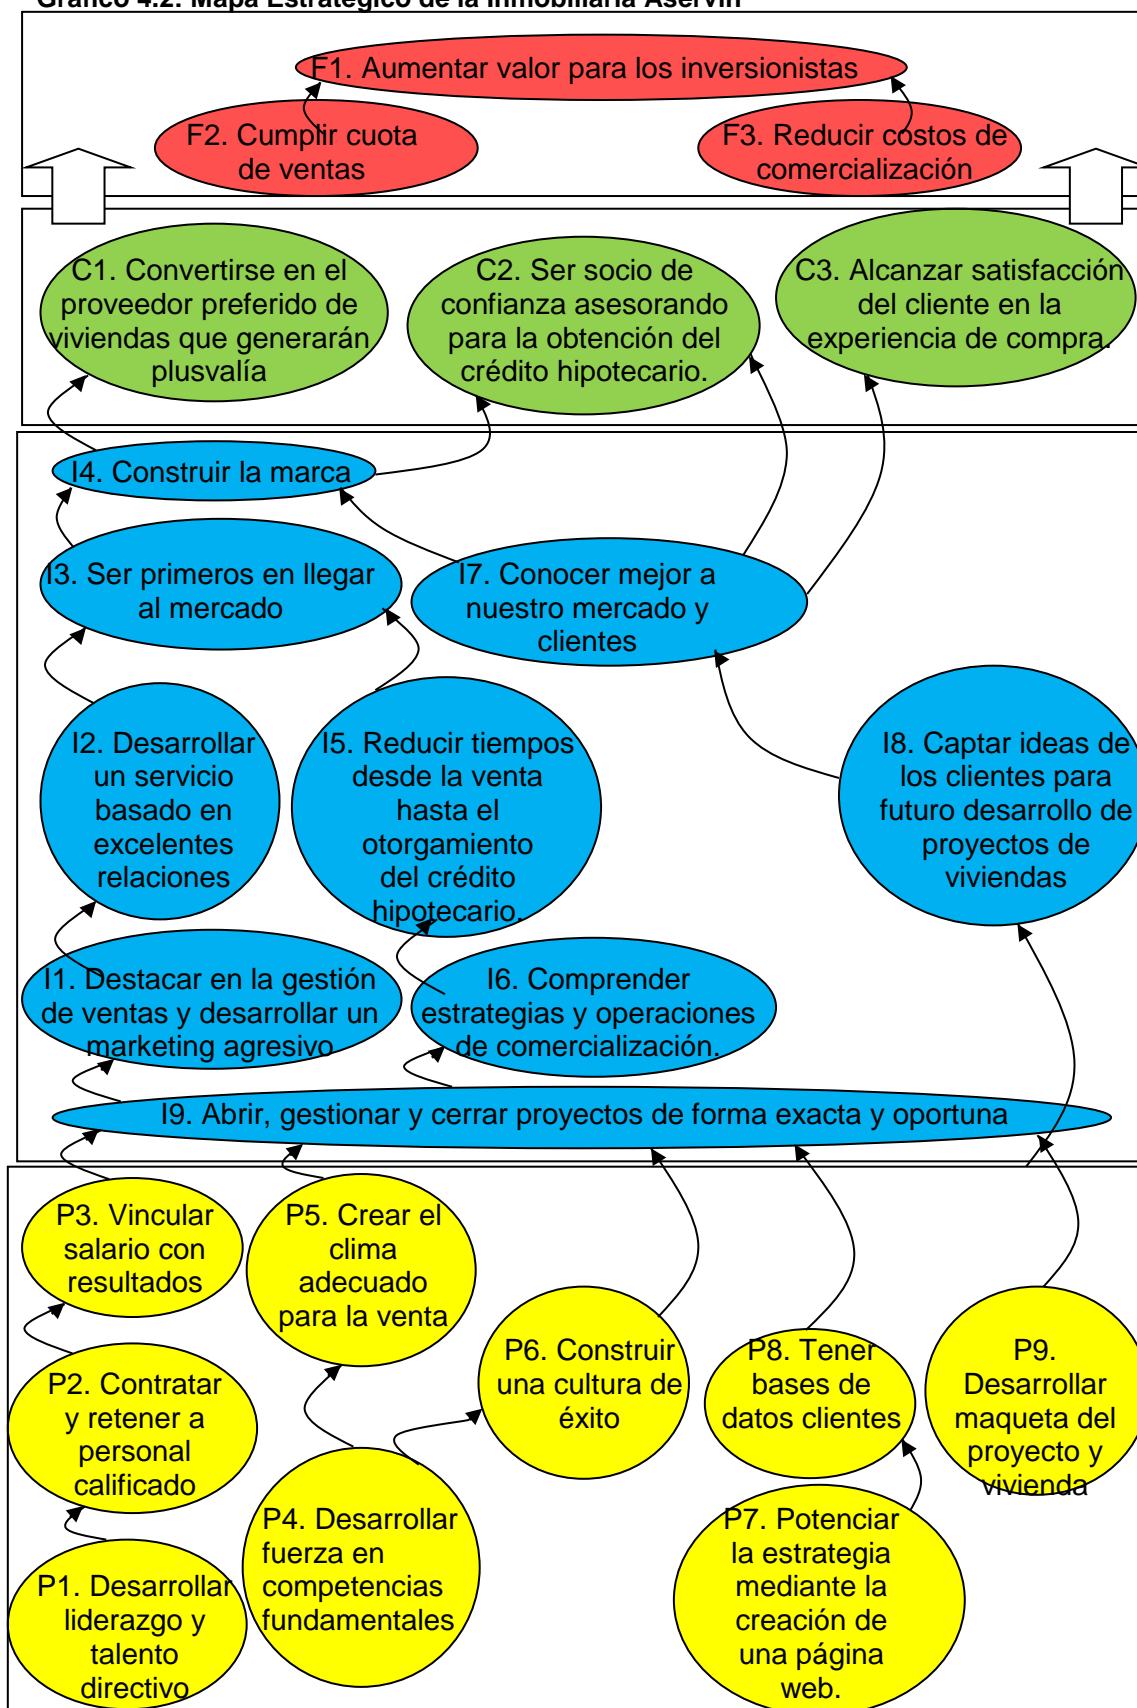 Gráfico 4.2. Mapa Estratégico de la Inmobiliaria Aservin
F1. Aumentar valor para los inversionistas
F2. Cumplir cuota
de ventas
F3. Reducir costos de
comercialización
C1. Convertirse en el
proveedor preferido de
viviendas que generarán
plusvalía
C2. Ser socio de
confianza asesorando
para la obtención del
crédito hipotecario.
C3. Alcanzar satisfacción
del cliente en la
experiencia de compra.
I4. Construir la marca
I3. Ser primeros en llegar
al mercado
I7. Conocer mejor a
nuestro mercado y
clientes
I2. Desarrollar
un servicio
basado en
excelentes
relaciones
I5. Reducir tiempos
desde la venta
hasta el
otorgamiento
del crédito
hipotecario.
I8. Captar ideas de
los clientes para
futuro desarrollo de
proyectos de
viviendas
I1. Destacar en la gestión
de ventas y desarrollar un
marketing agresivo
I6. Comprender
estrategias y operaciones
de comercialización.
I9. Abrir, gestionar y cerrar proyectos de forma exacta y oportuna
P3. Vincular
salario con
resultados
P5. Crear el
clima
adecuado
para la venta
P6. Construir
una cultura de
éxito
P8. Tener
bases de
datos clientes
P9.
Desarrollar
maqueta del
proyecto y
vivienda
P2. Contratar
y retener a
personal
calificado
P4. Desarrollar
fuerza en
competencias
fundamentales
P7. Potenciar
la estrategia
mediante la
creación de
una página
web.
P1. Desarrollar
liderazgo y
talento
directivo